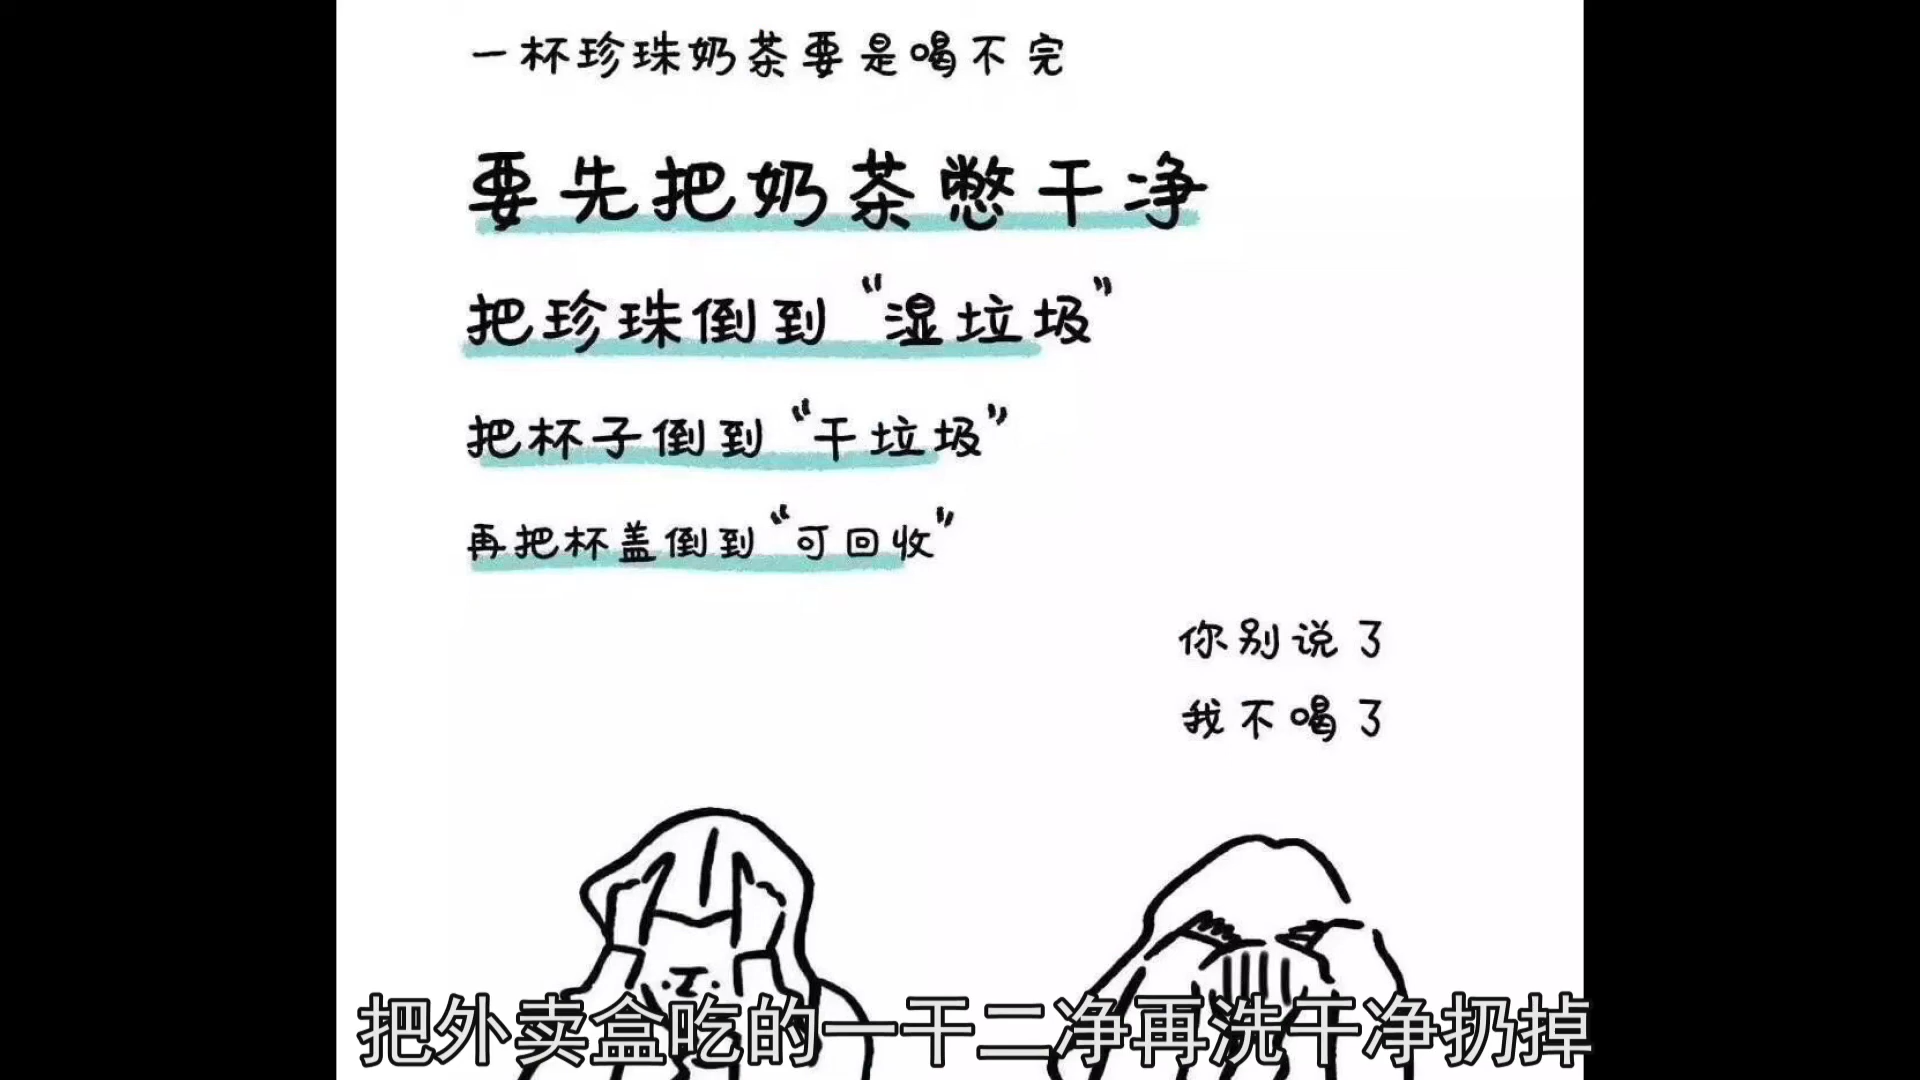 一杯珍珠奶茶要是喝不完
要先把奶茶憋干净
把珍珠倒到“湿垃圾”
把杯子倒到“干垃圾”
再把杯盖倒到“可回收”
你别说了
我不喝了
把外卖盒吃的一干二净再洗干净扔掉